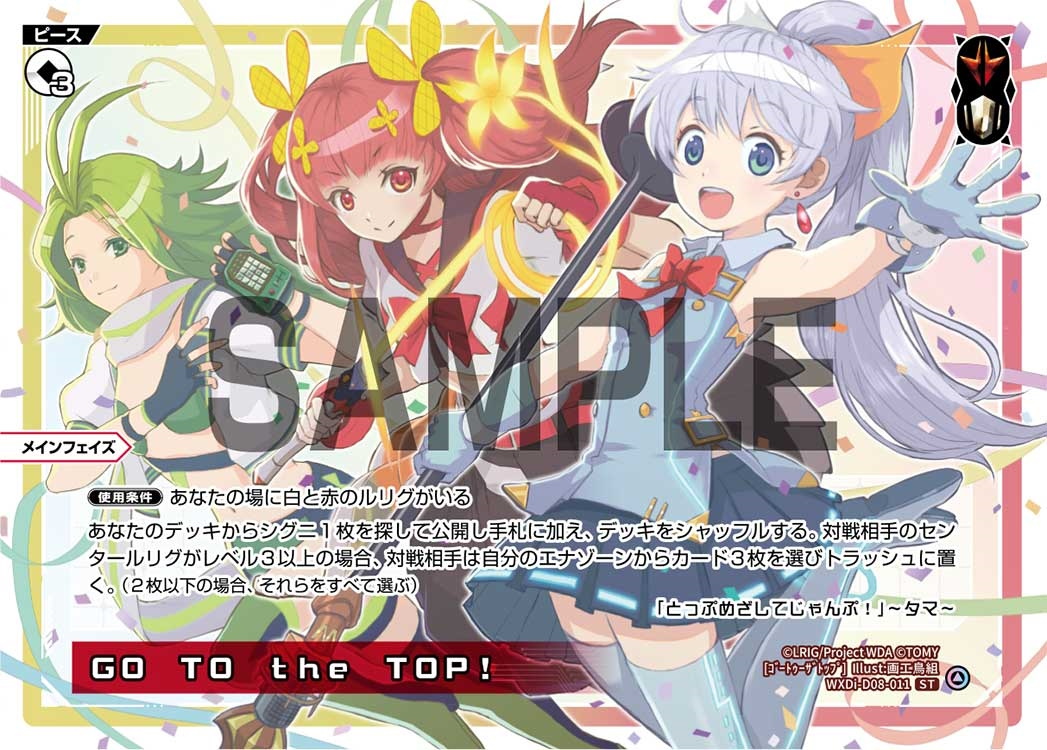 ピース
3
SAMPLE
メインフェイズ
使用条件 あなたの場に白と赤のルリグがいる
あなたのデッキからシグニ1枚を探して公開し手札に加え、デッキをシャッフルする。対戦相手のセン
タールリグがレベル3以上の場合、対戦相手は自分のエナゾーンからカード3枚を選びトラッシュに置
く。(2枚以下の場合、それらをすべて選ぶ)
「とっぷめざしてじゃんぷ!」~タマ~
GO TO the TOP!
©LRIG/ProjectWDA ©TOMY
[ゴートゥーザトップ] Illust.画工鳥組
WXDi-D08-011 ST